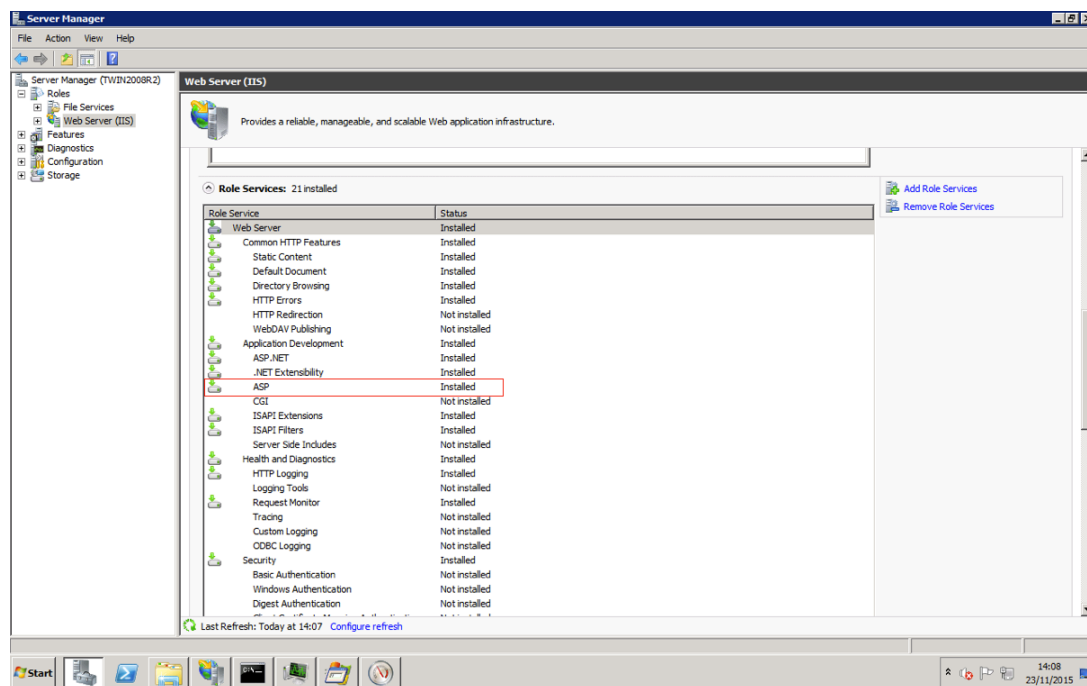 Server Manager
File Action View Help
Server Manager (TWIN2008R2)
Roles
File Services
Web Server (IIS)
Features
Diagnostics
Configuration
Storage
Web Server (IIS)
Provides a reliable, manageable, and scalable Web application infrastructure.
Role Services: 21 installed
Add Role Services
Remove Role Services
Role Service Status
Web Server Installed
Common HTTP Features Installed
Static Content Installed
Default Document Installed
Directory Browsing Installed
HTTP Errors Installed
HTTP Redirection Not installed
WebDAV Publishing Not installed
Application Development Installed
ASP.NET Installed
.NET Extensibility Installed
ASP Installed
CGI Not installed
ISAPI Extensions Installed
ISAPI Filters Installed
Server Side Includes Not installed
Health and Diagnostics Installed
HTTP Logging Installed
Logging Tools Not installed
Request Monitor Installed
Tracing Not installed
Custom Logging Not installed
ODBC Logging Not installed
Security Installed
Basic Authentication Not installed
Windows Authentication Not installed
Digest Authentication Not installed
Last Refresh: Today at 14:07 Configure refresh
Start
14:08
23/11/2015